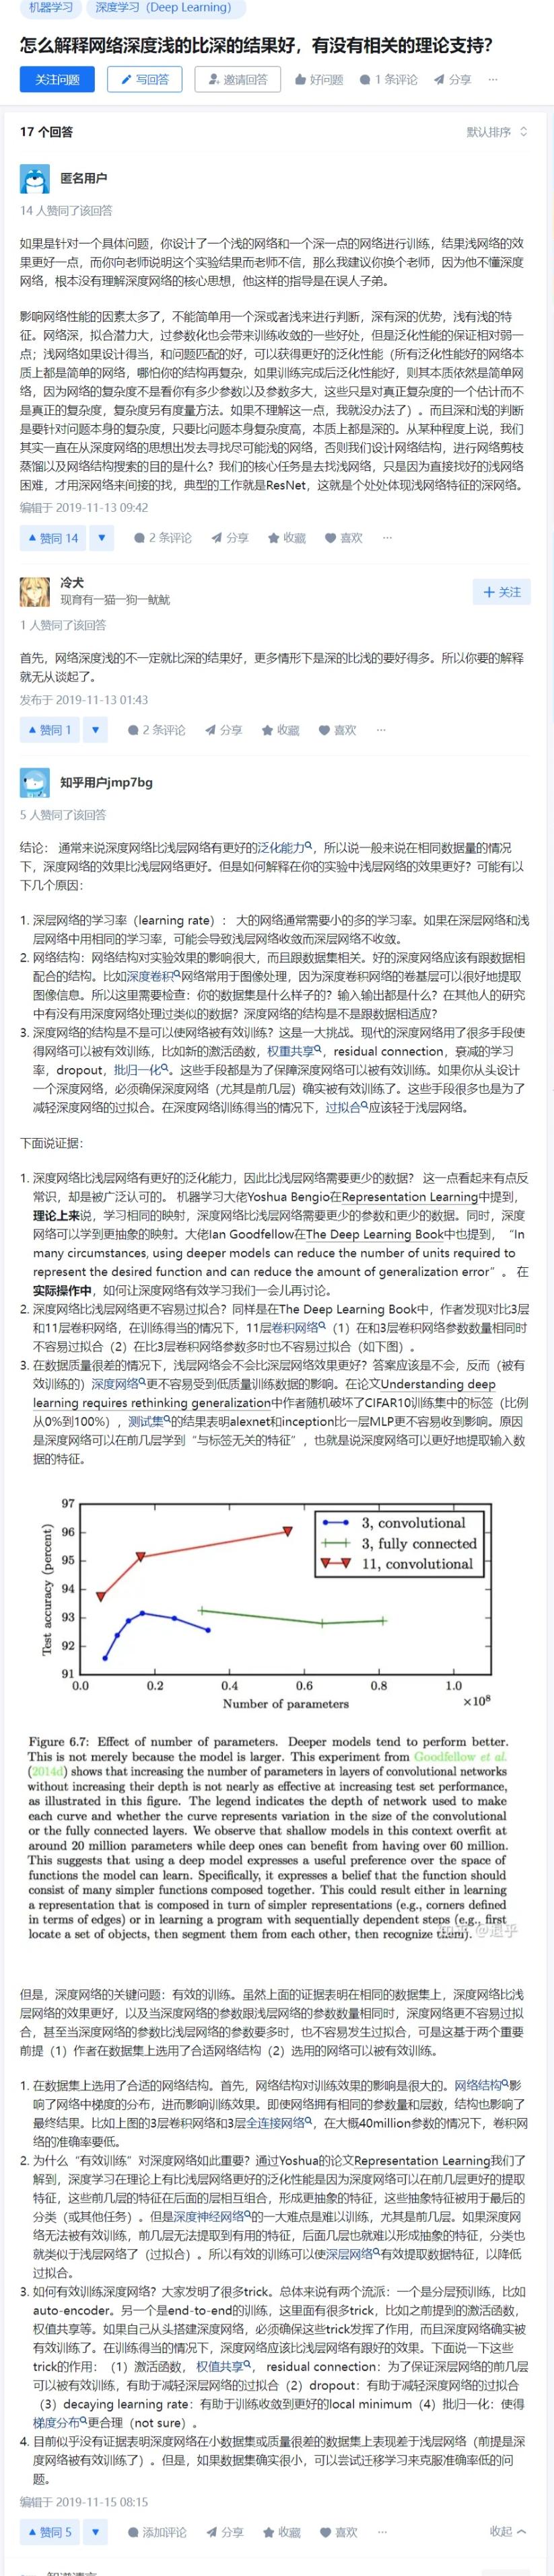 机器学习 深度学习（Deep Learning）
怎么解释网络深度浅的比深的结果好，有没有相关的理论支持？
关注问题 写回答 邀请回答 好问题 1 条评论 分享 ···
17 个回答 默认排序
匿名用户
14 人赞同了该回答
如果是针对一个具体问题，你设计了一个浅的网络和一个深一点的网络进行训练，结果浅网络的效
果更好一点，而你向老师说明这个实验结果而老师不信，那么我建议你换个老师，因为他不懂深度
网络，根本没有理解深度网络的核心思想，他这样的指导是在误人子弟。
影响网络性能的因素太多了，不能简单用一个深或者浅来进行判断，深有深的优势，浅有浅的特
征。网络深，拟合潜力大，过参数化也会带来训练收敛的一些好处，但是泛化性能的保证相对弱一
点；浅网络如果设计得当，和问题匹配的好，可以获得更好的泛化性能（所有泛化性能好的网络本
质上都是简单的网络，哪怕你的结构再复杂，如果训练完成后泛化性能好，则其本质依然是简单网
络，因为网络的复杂度不是看你有多少参数以及参数多大，这些只是对真正复杂度的一个估计而不
是真正的复杂度，复杂度另有度量方法。如果不理解这一点，我就没办法了）。而且深和浅的判断
是要针对问题本身的复杂度，只要比问题本身复杂度高，本质上都是深的。从某种程度上说，我们
其实一直在从深度网络的思想出发去寻找尽可能浅的网络，否则我们设计网络结构，进行网络剪枝
蒸馏以及网络结构搜索的目的是什么？我们的核心任务是去找浅网络，只是因为直接找好的浅网络
困难，才用深网络来间接的找，典型的工作就是ResNet，这就是个处处体现浅网络特征的深网络。
编辑于 2019-11-13 09:42
赞同 14 2 条评论 分享 收藏 喜欢 ···
冷犬
现育有一猫一狗一鱿鱿
关注
1 人赞同了该回答
首先，网络深度浅的不一定就比深的结果好，更多情形下是深的比浅的要好得多。所以你要的解释
就无从谈起了。
发布于 2019-11-13 01:43
赞同 1 2 条评论 分享 收藏 喜欢 ···
知乎用户jmp7bg
5 人赞同了该回答
结论： 通常来说深度网络比浅层网络有更好的泛化能力，所以说一般来说在相同数据量的情况
下，深度网络的效果比浅层网络更好。但是如何解释在你的实验中浅层网络的效果更好？可能有以
下几个原因：
1. 深层网络的学习率（learning rate）： 大的网络通常需要小的多的学习率。如果在深层网络和浅
层网络中用相同的学习率，可能会导致浅层网络收敛而深层网络不收敛。
2. 网络结构：网络结构对实验效果的影响很大，而且跟数据集相关。好的深度网络应该有跟数据相
配合的结构。比如深度卷积网络常用于图像处理，因为深度卷积网络的卷基层可以很好地提取
图像信息。所以这里需要检查：你的数据集是什么样子的？输入输出都是什么？在其他人的研究
中有没有用深度网络处理过类似的数据？深度网络的结构是不是跟数据相适应？
3. 深度网络的结构是不是可以使网络被有效训练？这是一大挑战。现代的深度网络用了很多手段使
得网络可以被有效训练，比如新的激活函数，权重共享，residual connection，衰减的学习
率，dropout，批归一化。这些手段都是为了保障深度网络可以被有效训练。如果你从头设计
一个深度网络，必须确保深度网络（尤其是前几层）确实被有效训练了。这些手段很多也是为了
减轻深度网络的过拟合。在深度网络训练得当的情况下，过拟合应该轻于浅层网络。
下面说证据：
1. 深度网络比浅层网络有更好的泛化能力，因此比浅层网络需要更少的数据？ 这一点看起来有点反
常识，却是被广泛认可的。 机器学习大佬Yoshua Bengio在Representation Learning中提到，
理论上来说，学习相同的映射，深度网络比浅层网络需要更少的参数和更少的数据。同时，深度
网络可以学到更抽象的映射。大佬Ian Goodfellow在The Deep Learning Book中也提到，“In
many circumstances, using deeper models can reduce the number of units required to
represent the desired function and can reduce the amount of generalization error”。在
实际操作中，如何让深度网络有效学习我们一会儿再讨论。
2. 深度网络比浅层网络更不容易过拟合？同样是在The Deep Learning Book中，作者发现对比3层
和11层卷积网络，在训练得当的情况下，11层卷积网络（1）在和3层卷积网络参数数量相同时
不容易过拟合（2）在比3层卷积网络参数多时也不容易过拟合（如下图）。
3. 在数据质量很差的情况下，浅层网络会不会比深层网络效果更好？答案应该是不会，反而（被有
效训练的）深度网络更不容易受到低质量训练数据的影响。在论文Understanding deep
learning requires rethinking generalization中作者随机破坏了CIFAR10训练集中的标签（比例
从0%到100%），测试集的结果表明alexnet和inception比一层MLP更不容易收到影响。原因
是深度网络可以在前几层学到“与标签无关的特征”，也就是说深度网络可以更好地提取输入数
据的特征。
97
96
95
94
93
92
91
Test accuracy (percent)
3, convolutional
3, fully connected
11, convolutional
0.0 0.2 0.4 0.6 0.8 1.0
Number of parameters ×10⁸
Figure 6.7: Effect of number of parameters. Deeper models tend to perform better.
This is not merely because the model is larger. This experiment from Goodfellow et al.
(2014d) shows that increasing the number of parameters in layers of convolutional networks
without increasing their depth is not nearly as effective at increasing test set performance,
as illustrated in this figure. The legend indicates the depth of network used to make
each curve and whether the curve represents variation in the size of the convolutional
or the fully connected layers. We observe that shallow models in this context overfit at
around 20 million parameters while deep ones can benefit from having over 60 million.
This suggests that using a deep model expresses a useful preference over the space of
functions the model can learn. Specifically, it expresses a belief that the function should
consist of many simpler functions composed together. This could result either in learning
a representation that is composed in turn of simpler representations (e.g., corners defined
in terms of edges) or in learning a program with sequentially dependent steps (e.g., first
locate a set of objects, then segment them from each other, then recognize them).
知乎 @退乎
但是，深度网络的关键问题：有效的训练。虽然上面的证据表明在相同的数据集上，深度网络比浅
层网络的效果更好，以及当深度网络的参数跟浅层网络的参数数量相同时，深度网络更不容易过拟
合，甚至当深度网络的参数比浅层网络的参数要多时，也不容易发生过拟合，可是这基于两个重要
前提（1）作者在数据集上选用了合适网络结构（2）选用的网络可以被有效训练。
1. 在数据集上选用了合适的网络结构。首先，网络结构对训练效果的影响是很大的。网络结构影
响了网络中梯度的分布，进而影响训练效果。即使网络拥有相同的参数量和层数，结构也影响了
最终结果。比如上图的3层卷积网络和3层全连接网络，在大概40million参数的情况下，卷积网
络的准确率要低。
2. 为什么“有效训练”对深度网络如此重要？通过Yoshua的论文Representation Learning我们了
解到，深度学习在理论上有比浅层网络更好的泛化性能是因为深度网络可以在前几层更好的提取
特征，这些前几层的特征在后面的层相互组合，形成更抽象的特征，这些抽象特征被用于最后的
分类（或其他任务）。但是深度神经网络的一大难点是难以训练，尤其是前几层。如果深度网
络无法被有效训练，前几层无法提取到有用的特征，后面几层也就难以形成抽象的特征，分类也
就类似于浅层网络了（过拟合）。所以有效的训练可以使深层网络有效提取数据特征，以降低
过拟合。
3. 如何有效训练深度网络？大家发明了很多trick。总体来说有两个流派：一个是分层预训练，比如
auto-encoder。另一个是end-to-end的训练，这里面有很多trick，比如之前提到的激活函数，
权值共享等。如果自己从头搭建深度网络，必须确保这些trick发挥了作用，而且深度网络确实被
有效训练了。在训练得当的情况下，深度网络应该比浅层网络有跟好的效果。下面说一下这些
trick的作用：（1）激活函数， 权值共享，residual connection：为了保证深层网络的前几层
可以被有效训练，有助于减轻深层网络的过拟合（2）dropout：有助于减轻深度网络的过拟合
（3）decaying learning rate：有助于训练收敛到更好的local minimum（4）批归一化：使得
梯度分布更合理（not sure）。
4. 目前似乎没有证据表明深度网络在小数据集或质量很差的数据集上表现差于浅层网络（前提是深
度网络被有效训练了）。但是，如果数据集确实很小，可以尝试迁移学习来克服准确率低的问
题。
编辑于 2019-11-15 08:15
赞同 5 添加评论 分享 收藏 喜欢 ··· 收起